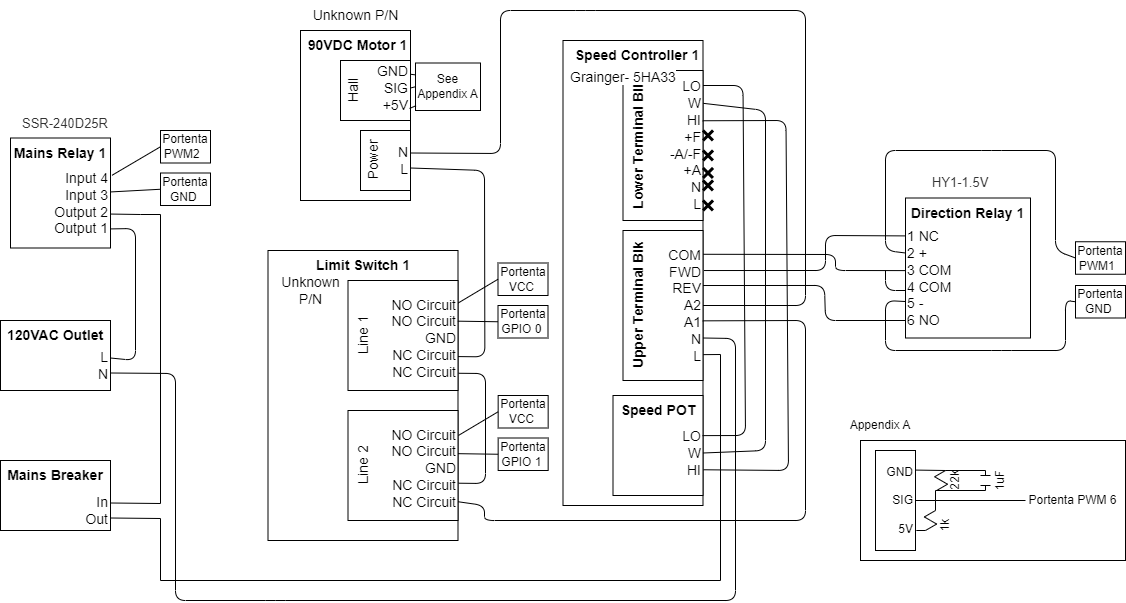 Unknown P/N
90VDC Motor 1
Hall
GND
SIG
+5V
See
Appendix A
Power
N
L
SSR-240D25R
Mains Relay 1
Input 4
Input 3
Output 2
Output 1
Portenta
PWM2
Portenta
GND
120VAC Outlet
L
N
Mains Breaker
In
Out
Limit Switch 1
Unknown
P/N
Line 1
NO Circuit
NO Circuit
GND
NC Circuit
NC Circuit
Portenta
VCC
Portenta
GPIO 0
Line 2
NO Circuit
NO Circuit
GND
NC Circuit
NC Circuit
Portenta
VCC
Portenta
GPIO 1
Speed Controller 1
Grainger- 5HA33
Lower Terminal Blk
LO
W
HI
+F
-A/-F
+A
N
L
Upper Terminal Blk
COM
FWD
REV
A2
A1
N
L
Speed POT
LO
W
HI
HY1-1.5V
Direction Relay 1
1 NC
2 +
3 COM
4 COM
5 -
6 NO
Portenta
PWM1
Portenta
GND
Appendix A
GND
SIG
5V
22k
1uF
1k
Portenta PWM 6